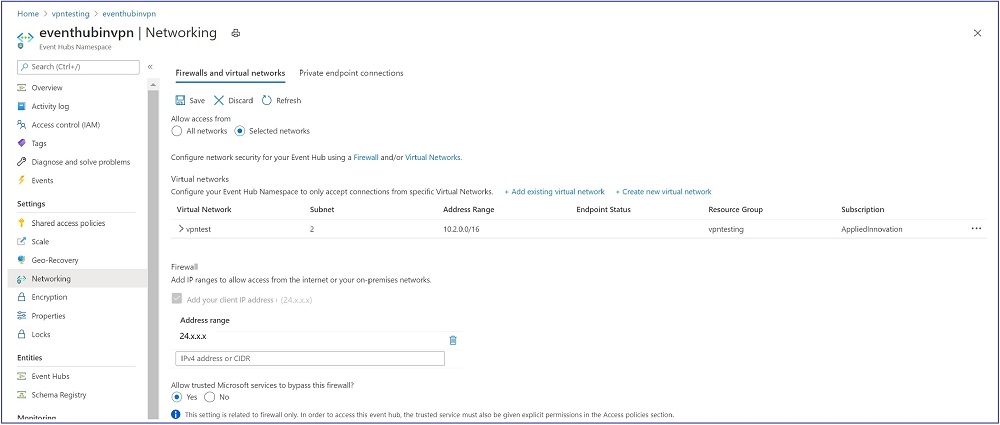 Home > vpntesting > eventhubinvpn
eventhubinvpn | Networking
Event Hubs Namespace
Search (Ctrl+/)
«
Overview
Activity log
Access control (IAM)
Tags
Diagnose and solve problems
Events
Settings
Shared access policies
Scale
Geo-Recovery
Networking
Encryption
Properties
Locks
Entities
Event Hubs
Schema Registry
Monitoring
Firewalls and virtual networks Private endpoint connections
Save Discard Refresh
Allow access from
All networks Selected networks
Configure network security for your Event Hub using a Firewall and/or Virtual Networks.
Virtual networks
Configure your Event Hub Namespace to only accept connections from specific Virtual Networks. + Add existing virtual network + Create new virtual network
Virtual Network Subnet Address Range Endpoint Status Resource Group Subscription
vpntest 2 10.2.0.0/16 vpntesting AppliedInnovation
Firewall
Add IP ranges to allow access from the internet or your on-premises networks.
Add your client IP address (24.x.x.x)
Address range
24.x.x.x
IPv4 address or CIDR
Allow trusted Microsoft services to bypass this firewall?
Yes No
This setting is related to firewall only. In order to access this event hub, the trusted service must also be given explicit permissions in the Access policies section.